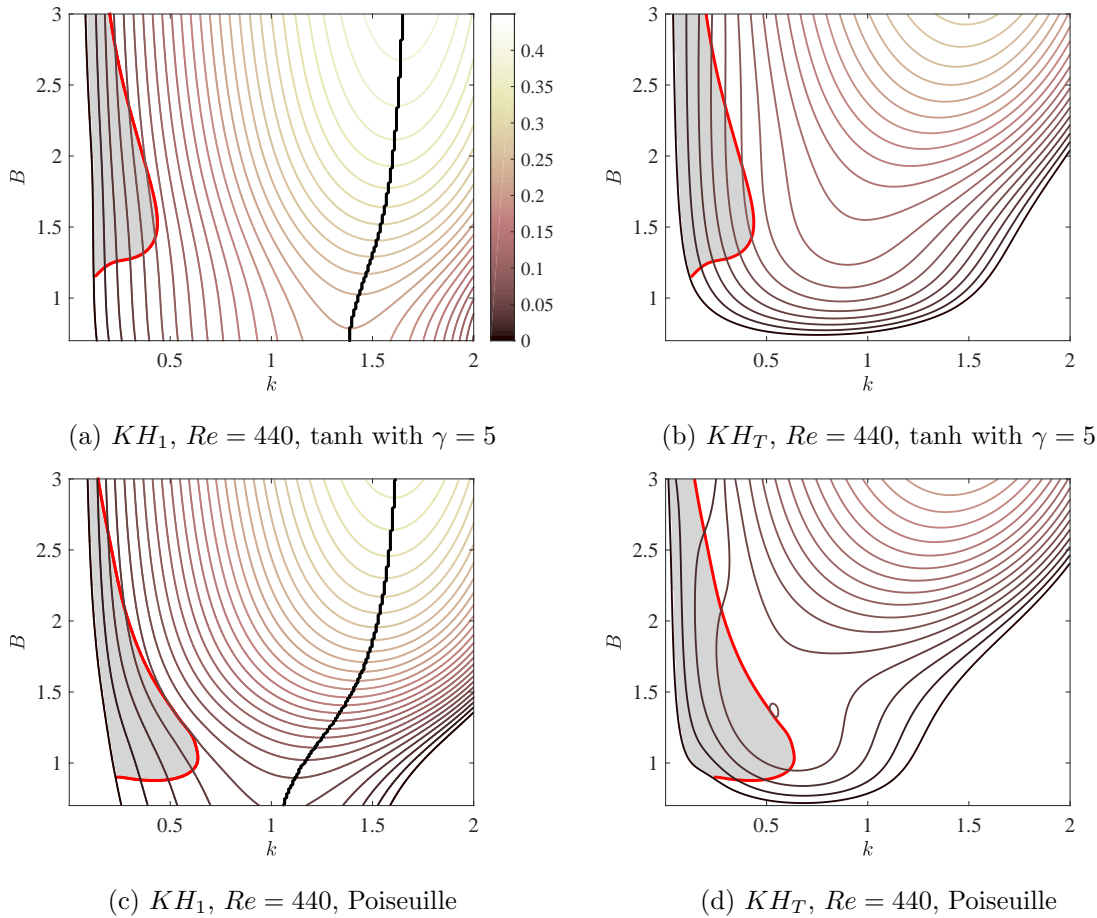 3
2.5
2
1.5
1
B
0.5 1 1.5 2
k
0.4
0.35
0.3
0.25
0.2
0.15
0.1
0.05
0
(a) KH₁, Re = 440, tanh with γ = 5
3
2.5
2
1.5
1
B
0.5 1 1.5 2
k
(b) KH_T, Re = 440, tanh with γ = 5
3
2.5
2
1.5
1
B
0.5 1 1.5 2
k
(c) KH₁, Re = 440, Poiseuille
3
2.5
2
1.5
1
B
0.5 1 1.5 2
k
(d) KH_T, Re = 440, Poiseuille